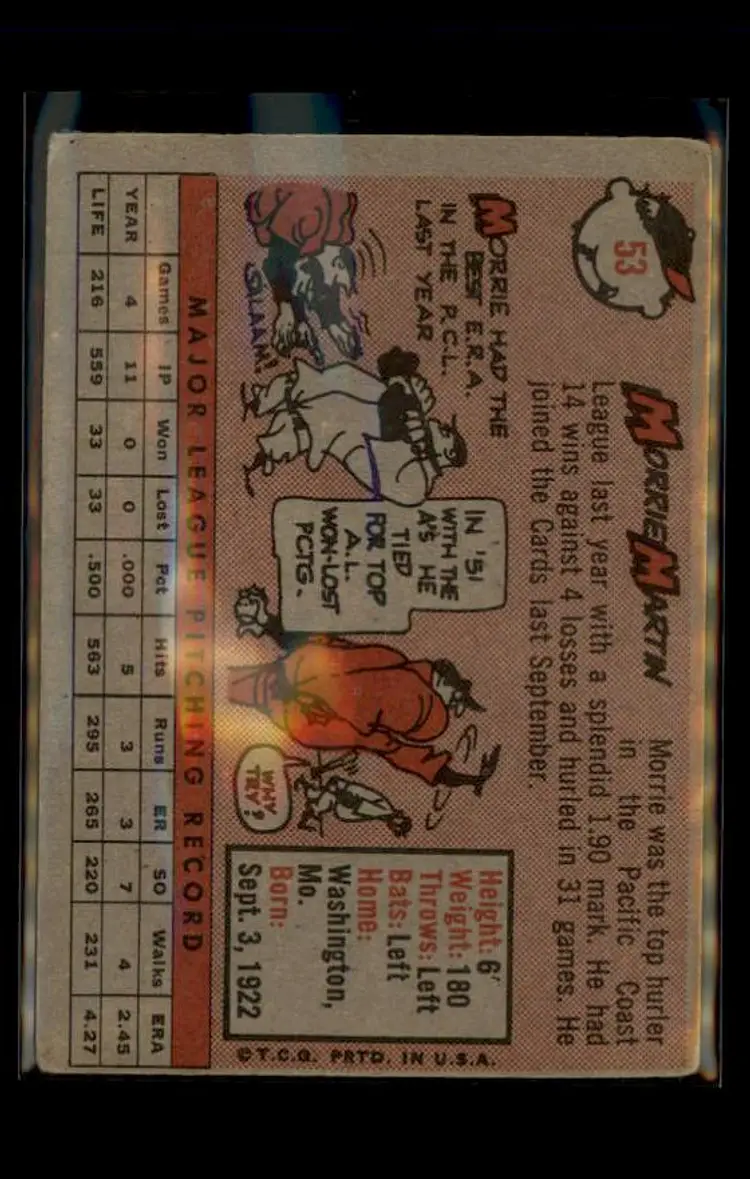 53
MORRIE MARTIN
Morrie was the top hurler
in the Pacific Coast
League last year with a splendid 1.90 mark. He had
14 wins against 4 losses and hurled in 31 games. He
joined the Cards last September.
MORRIE HAD THE
BEST E.R.A.
IN THE P.C.L.
LAST YEAR
SALAAM!
IN '51
WITH THE
A'S HE
TIED
FOR TOP
A.L.
WON-LOST
PCTG.
WHY
TRY?
Height: 6'
Weight: 180
Throws: Left
Bats: Left
Home:
Washington,
Mo.
Born:
Sept. 3, 1922
©T.C.G. PRTD. IN U.S.A.
MAJOR LEAGUE PITCHING RECORD
Games IP Won Lost Pct Hits Runs ER SO Walks ERA
YEAR 4 11 0 0 .000 5 3 3 7 4 2.45
LIFE 216 559 33 33 .500 563 295 265 220 231 4.27